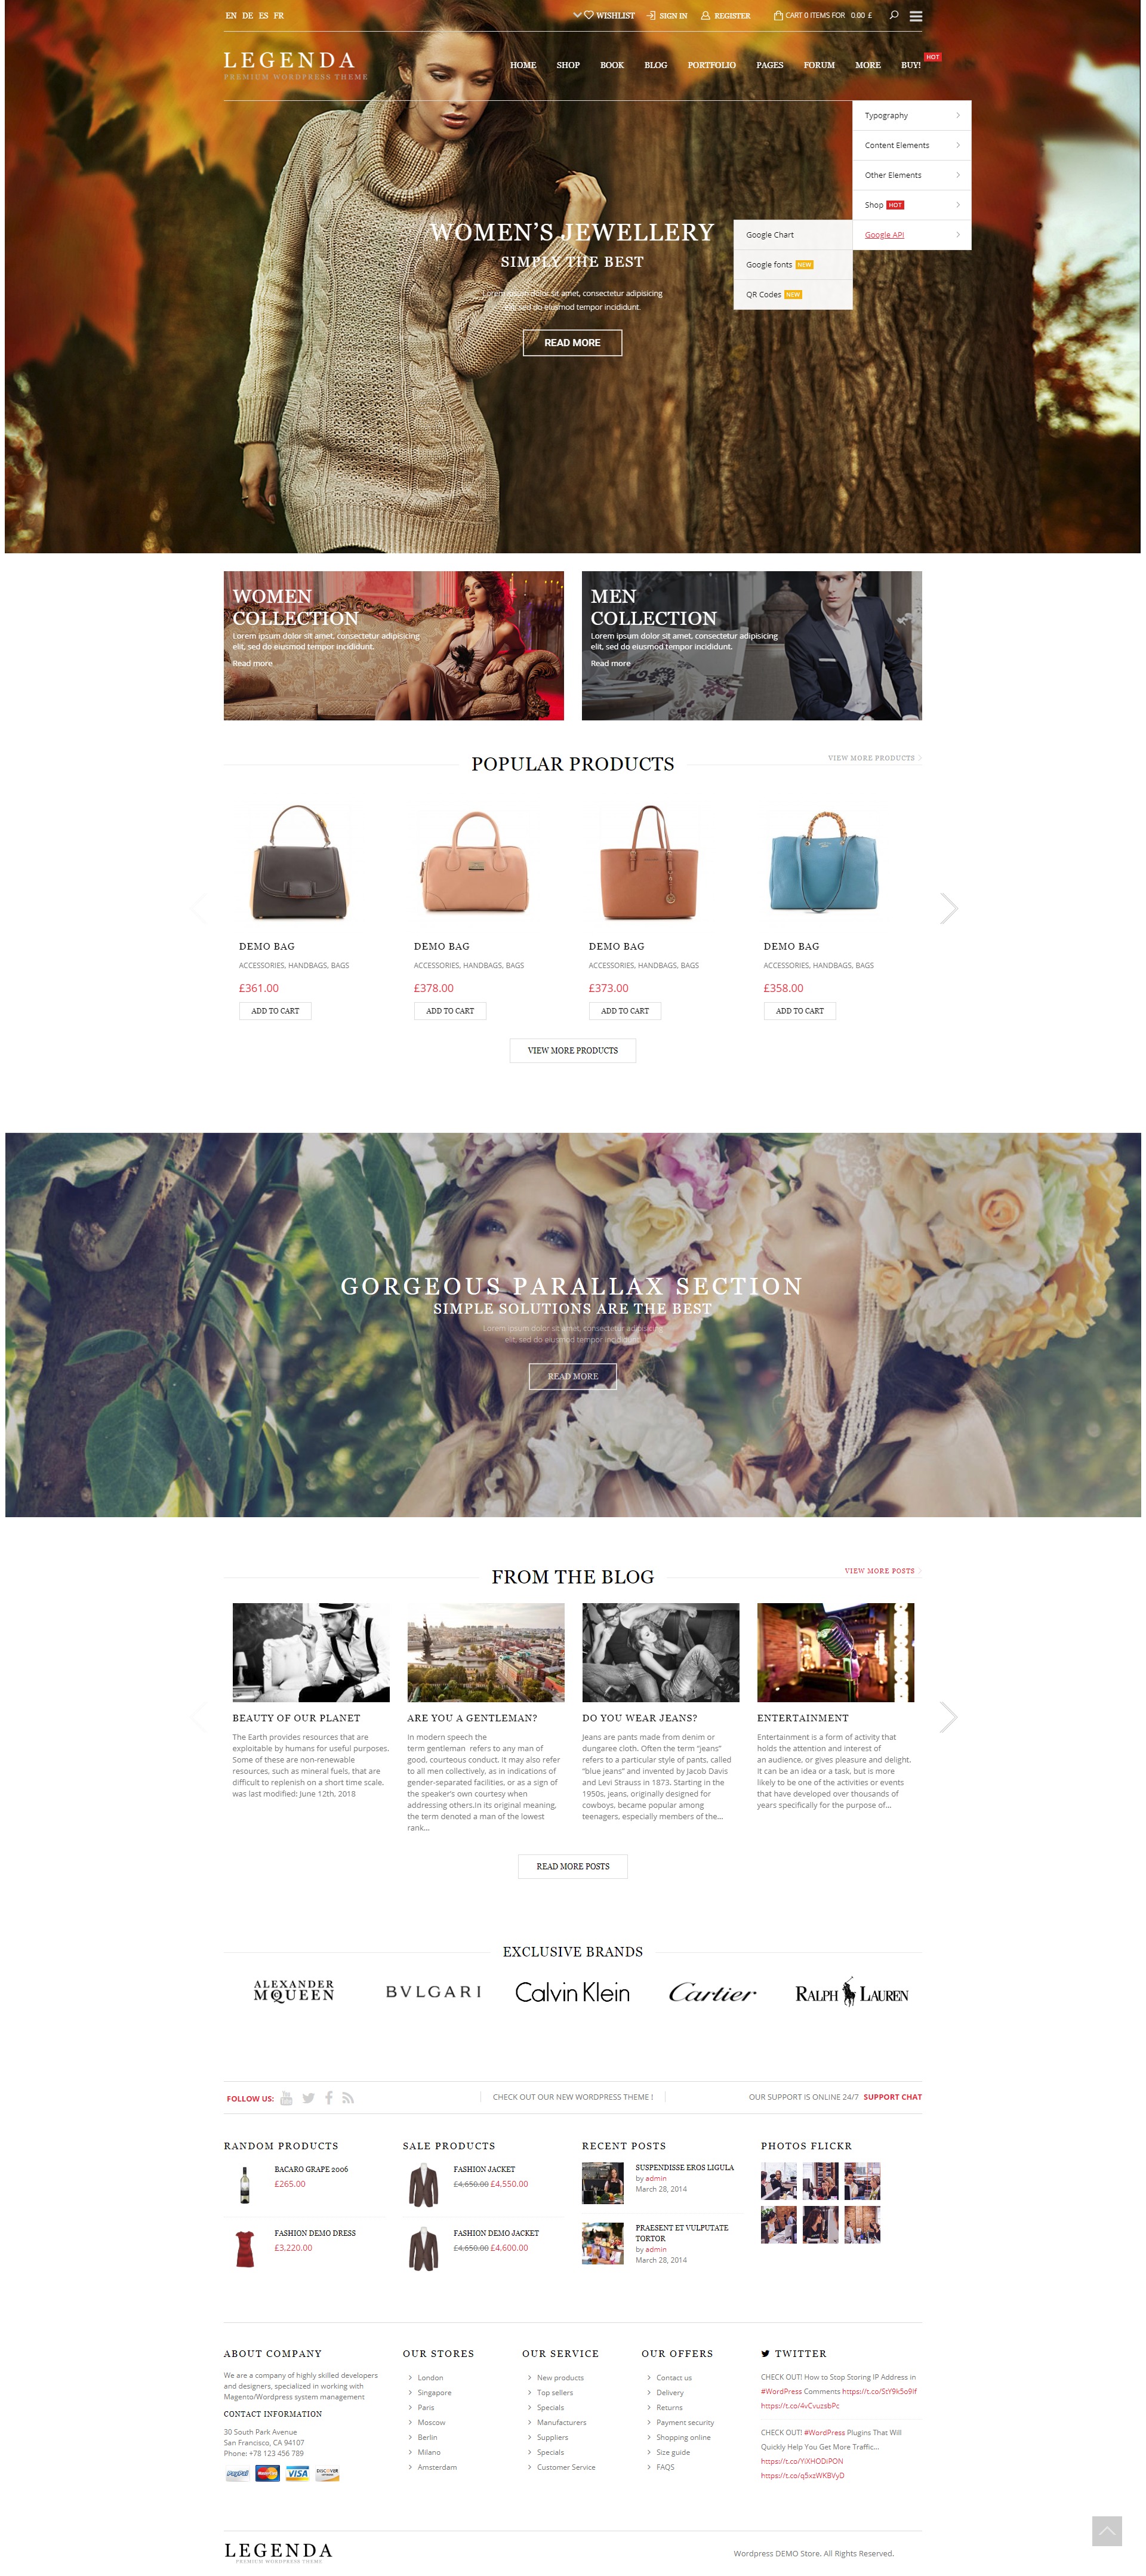 EN DE ES FR
WISHLIST SIGN IN REGISTER CART 0 ITEMS FOR 0.00 £
LEGENDA
PREMIUM WORDPRESS THEME
HOME SHOP BOOK BLOG PORTFOLIO PAGES FORUM MORE BUY! HOT
Typography
Content Elements
Other Elements
Shop HOT
Google API
Google Chart
Google fonts NEW
QR Codes NEW
WOMEN'S JEWELLERY
SIMPLY THE BEST
Lorem ipsum dolor sit amet, consectetur adipisicing
elit, sed do eiusmod tempor incididunt.
READ MORE
WOMEN
COLLECTION
Lorem ipsum dolor sit amet, consectetur adipisicing
elit, sed do eiusmod tempor incididunt.
Read more
MEN
COLLECTION
Lorem ipsum dolor sit amet, consectetur adipisicing
elit, sed do eiusmod tempor incididunt.
Read more
POPULAR PRODUCTS
VIEW MORE PRODUCTS
DEMO BAG
ACCESSORIES, HANDBAGS, BAGS
£361.00
ADD TO CART
DEMO BAG
ACCESSORIES, HANDBAGS, BAGS
£378.00
ADD TO CART
DEMO BAG
ACCESSORIES, HANDBAGS, BAGS
£373.00
ADD TO CART
DEMO BAG
ACCESSORIES, HANDBAGS, BAGS
£358.00
ADD TO CART
VIEW MORE PRODUCTS
GORGEOUS PARALLAX SECTION
SIMPLE SOLUTIONS ARE THE BEST
Lorem ipsum dolor sit amet, consectetur adipisicing
elit, sed do eiusmod tempor incididunt.
READ MORE
FROM THE BLOG
VIEW MORE POSTS
BEAUTY OF OUR PLANET
The Earth provides resources that are
exploitable by humans for useful purposes.
Some of these are non-renewable
resources, such as mineral fuels, that are
difficult to replenish on a short time scale.
was last modified: June 12th, 2018
ARE YOU A GENTLEMAN?
In modern speech the
term gentleman refers to any man of
good, courteous conduct. It may also refer
to all men collectively, as in indications of
gender-separated facilities, or as a sign of
the speaker's own courtesy when
addressing others.In its original meaning,
the term denoted a man of the lowest
rank...
DO YOU WEAR JEANS?
Jeans are pants made from denim or
dungaree cloth. Often the term "jeans"
refers to a particular style of pants, called
"blue jeans" and invented by Jacob Davis
and Levi Strauss in 1873. Starting in the
1950s, jeans, originally designed for
cowboys, became popular among
teenagers, especially members of the...
ENTERTAINMENT
Entertainment is a form of activity that
holds the attention and interest of
an audience, or gives pleasure and delight.
It can be an idea or a task, but is more
likely to be one of the activities or events
that have developed over thousands of
years specifically for the purpose of...
READ MORE POSTS
EXCLUSIVE BRANDS
ALEXANDER
MCQUEEN
BVLGARI
Calvin Klein
Cartier
RALPH LAUREN
FOLLOW US:
CHECK OUT OUR NEW WORDPRESS THEME !
OUR SUPPORT IS ONLINE 24/7 SUPPORT CHAT
RANDOM PRODUCTS
BACARO GRAPE 2006
£265.00
FASHION DEMO DRESS
£3,220.00
SALE PRODUCTS
FASHION JACKET
£4,650.00 £4,550.00
FASHION DEMO JACKET
£4,650.00 £4,600.00
RECENT POSTS
SUSPENDISSE EROS LIGULA
by admin
March 28, 2014
PRAESENT ET VULPUTATE
TORTOR
by admin
March 28, 2014
PHOTOS FLICKR
ABOUT COMPANY
We are a company of highly skilled developers
and designers, specialized in working with
Magento/Wordpress system management
CONTACT INFORMATION
30 South Park Avenue
San Francisco, CA 94107
Phone: +78 123 456 789
PayPal MasterCard VISA DISCOVER
OUR STORES
London
Singapore
Paris
Moscow
Berlin
Milano
Amsterdam
OUR SERVICE
New products
Top sellers
Specials
Manufacturers
Suppliers
Specials
Customer Service
OUR OFFERS
Contact us
Delivery
Returns
Payment security
Shopping online
Size guide
FAQS
TWITTER
CHECK OUT! How to Stop Storing IP Address in
#WordPress Comments https://t.co/StY9k5o9If
https://t.co/4vCvuzsbPc
CHECK OUT! #WordPress Plugins That Will
Quickly Help You Get More Traffic...
https://t.co/YiXHODiPON
https://t.co/q5xzWKBVyD
LEGENDA
PREMIUM WORDPRESS THEME
Wordpress DEMO Store. All Rights Reserved.